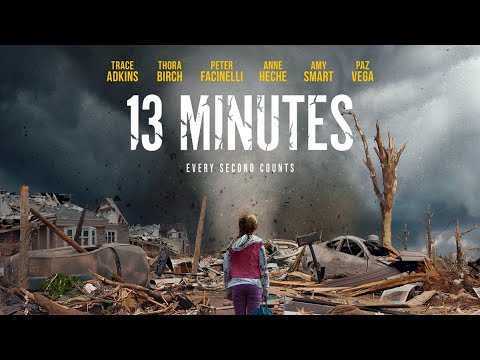 TRACE THORA PETER ANNE AMY PAZ
ADKINS BIRCH FACINELLI HECHE SMART VEGA
13 MINUTES
EVERY SECOND COUNTS